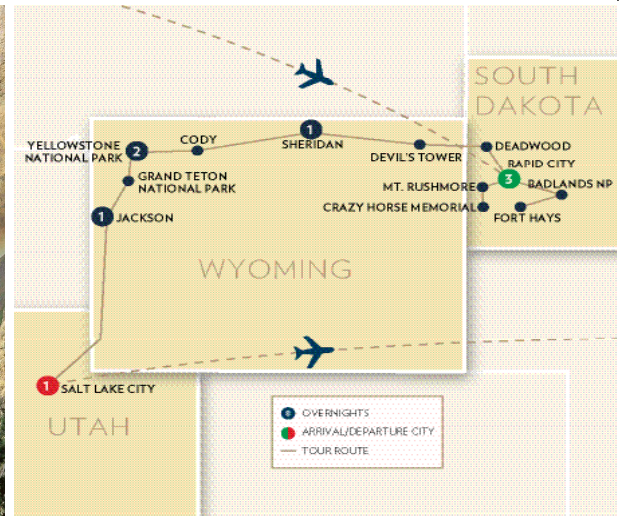 SOUTH
DAKOTA
1
SHERIDAN
CODY
YELLOWSTONE
NATIONAL PARK
2
DEVIL'S TOWER
DEADWOOD
RAPID CITY
3
GRAND TETON
NATIONAL PARK
MT. RUSHMORE
BADLANDS NP
CRAZY HORSE MEMORIAL
FORT HAYS
1
JACKSON
WYOMING
1
SALT LAKE CITY
UTAH
OVERNIGHTS
ARRIVAL/DEPARTURE CITY
TOUR ROUTE